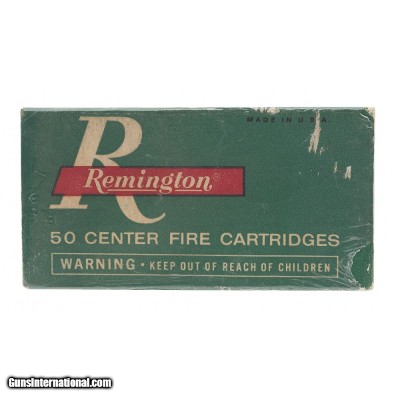 MADE IN U.S.A.
R
Remington®
50 CENTER FIRE CARTRIDGES
WARNING • KEEP OUT OF REACH OF CHILDREN
GunsInternational.com